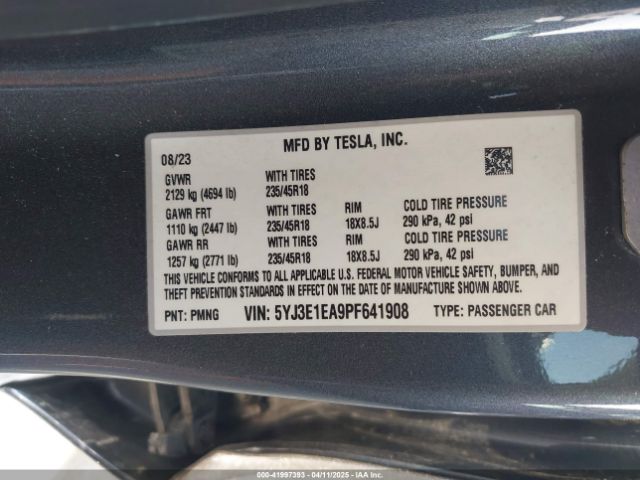 MFD BY TESLA, INC.
08/23
GVWR WITH TIRES
2129 kg (4694 lb) 235/45R18
GAWR FRT WITH TIRES RIM COLD TIRE PRESSURE
1110 kg (2447 lb) 235/45R18 18X8.5J 290 kPa, 42 psi
GAWR RR WITH TIRES RIM COLD TIRE PRESSURE
1257 kg (2771 lb) 235/45R18 18X8.5J 290 kPa, 42 psi
THIS VEHICLE CONFORMS TO ALL APPLICABLE U.S. FEDERAL MOTOR VEHICLE SAFETY, BUMPER, AND
THEFT PREVENTION STANDARDS IN EFFECT ON THE DATE OF MANUFACTURE SHOWN ABOVE.
PNT: PMNG VIN: 5YJ3E1EA9PF641908 TYPE: PASSENGER CAR
000-41997393 - 04/11/2025 - IAAI.COM